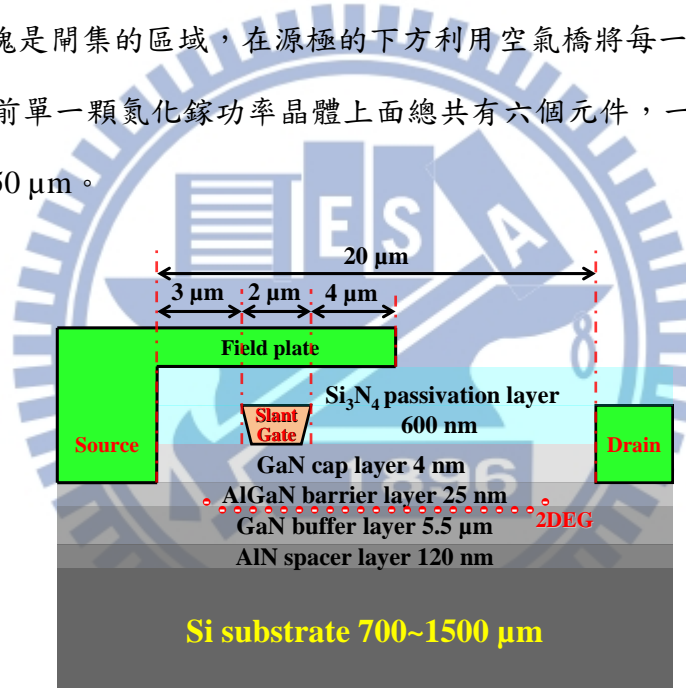 塊是閘集的區域，在源極的下方利用空氣橋將每一
前單一顆氮化鎵功率晶體上面總共有六個元件，一
50 μm。
20 μm
3 μm 2 μm 4 μm
Field plate
Si₃N₄ passivation layer
600 nm
Slant
Gate
Source
Drain
GaN cap layer 4 nm
AlGaN barrier layer 25 nm
2DEG
GaN buffer layer 5.5 μm
AlN spacer layer 120 nm
Si substrate 700~1500 μm
E S A
8
896